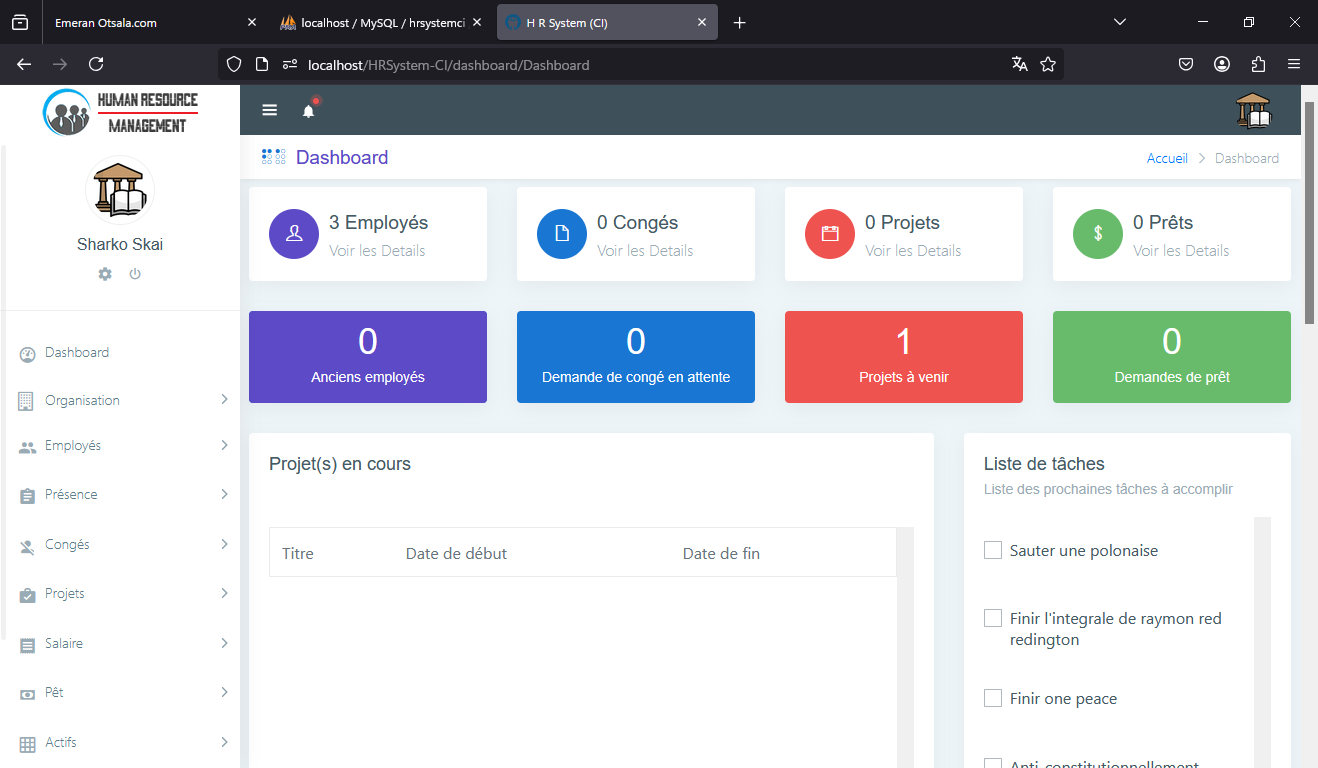 Emeran Otsala.com
localhost / MySQL / hrsystemci
H R System (CI)
localhost/HRSystem-CI/dashboard/Dashboard
HUMAN RESOURCE
MANAGEMENT
Sharko Skai
Dashboard
Organisation
Employés
Présence
Congés
Projets
Salaire
Pêt
Actifs
Dashboard
Accueil > Dashboard
3 Employés
Voir les Details
0 Congés
Voir les Details
0 Projets
Voir les Details
0 Prêts
Voir les Details
0
Anciens employés
0
Demande de congé en attente
1
Projets à venir
0
Demandes de prêt
Projet(s) en cours
Titre Date de début Date de fin
Liste de tâches
Liste des prochaines tâches à accomplir
Sauter une polonaise
Finir l'integrale de raymon red
redington
Finir one peace
Anti-constitutionnellement